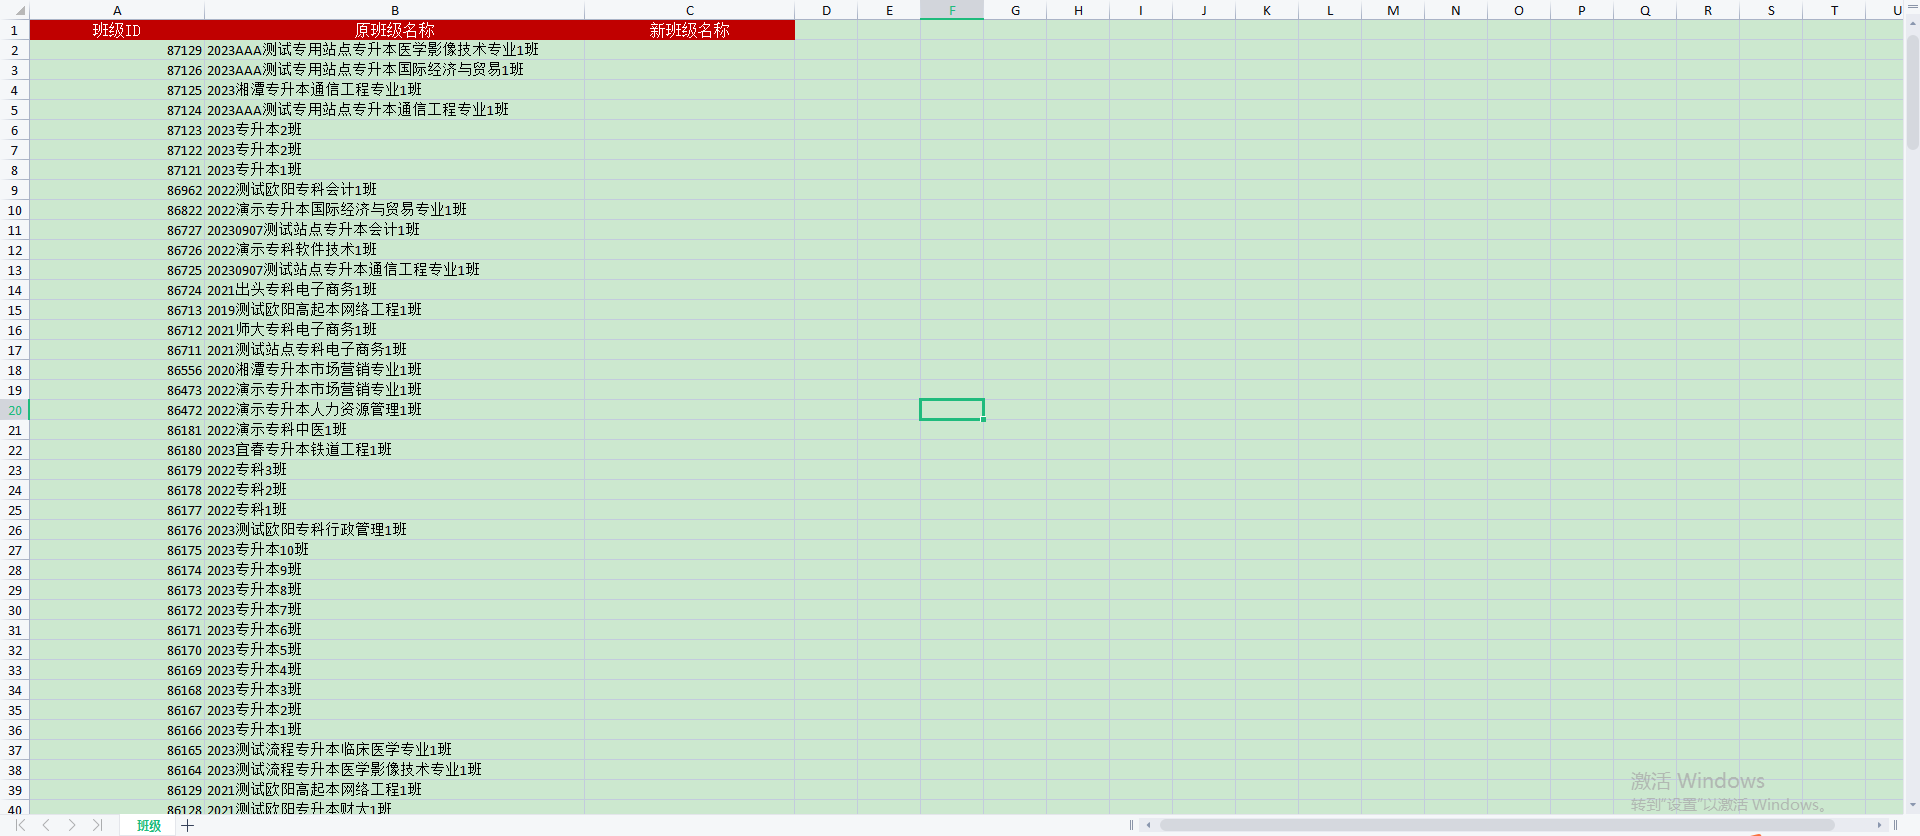 A B C D E F G H I J K L M N O P Q R S T U
1 班级ID 原班级名称 新班级名称
2 87129 2023AAA测试专用站点专升本医学影像技术专业1班
3 87126 2023AAA测试专用站点专升本国际经济与贸易1班
4 87125 2023湘潭专升本通信工程专业1班
5 87124 2023AAA测试专用站点专升本通信工程专业1班
6 87123 2023专升本2班
7 87122 2023专升本2班
8 87121 2023专升本1班
9 86962 2022测试欧阳专科会计1班
10 86822 2022演示专升本国际经济与贸易专业1班
11 86727 20230907测试站点专升本会计1班
12 86726 2022演示专科软件技术1班
13 86725 20230907测试站点专升本通信工程专业1班
14 86724 2021出头专科电子商务1班
15 86713 2019测试欧阳高起本网络工程1班
16 86712 2021师大专科电子商务1班
17 86711 2021测试站点专科电子商务1班
18 86556 2020湘潭专升本市场营销专业1班
19 86473 2022演示专升本市场营销专业1班
20 86472 2022演示专升本人力资源管理1班
21 86181 2022演示专科中医1班
22 86180 2023宜春专升本铁道工程1班
23 86179 2022专科3班
24 86178 2022专科2班
25 86177 2022专科1班
26 86176 2023测试欧阳专科行政管理1班
27 86175 2023专升本10班
28 86174 2023专升本9班
29 86173 2023专升本8班
30 86172 2023专升本7班
31 86171 2023专升本6班
32 86170 2023专升本5班
33 86169 2023专升本4班
34 86168 2023专升本3班
35 86167 2023专升本2班
36 86166 2023专升本1班
37 86165 2023测试流程专升本临床医学专业1班
38 86164 2023测试流程专升本医学影像技术专业1班
39 86129 2021测试欧阳高起本网络工程1班
40 86128 2021测试欧阳专升本财大1班
激活 Windows
转到"设置"以激活 Windows。
班级